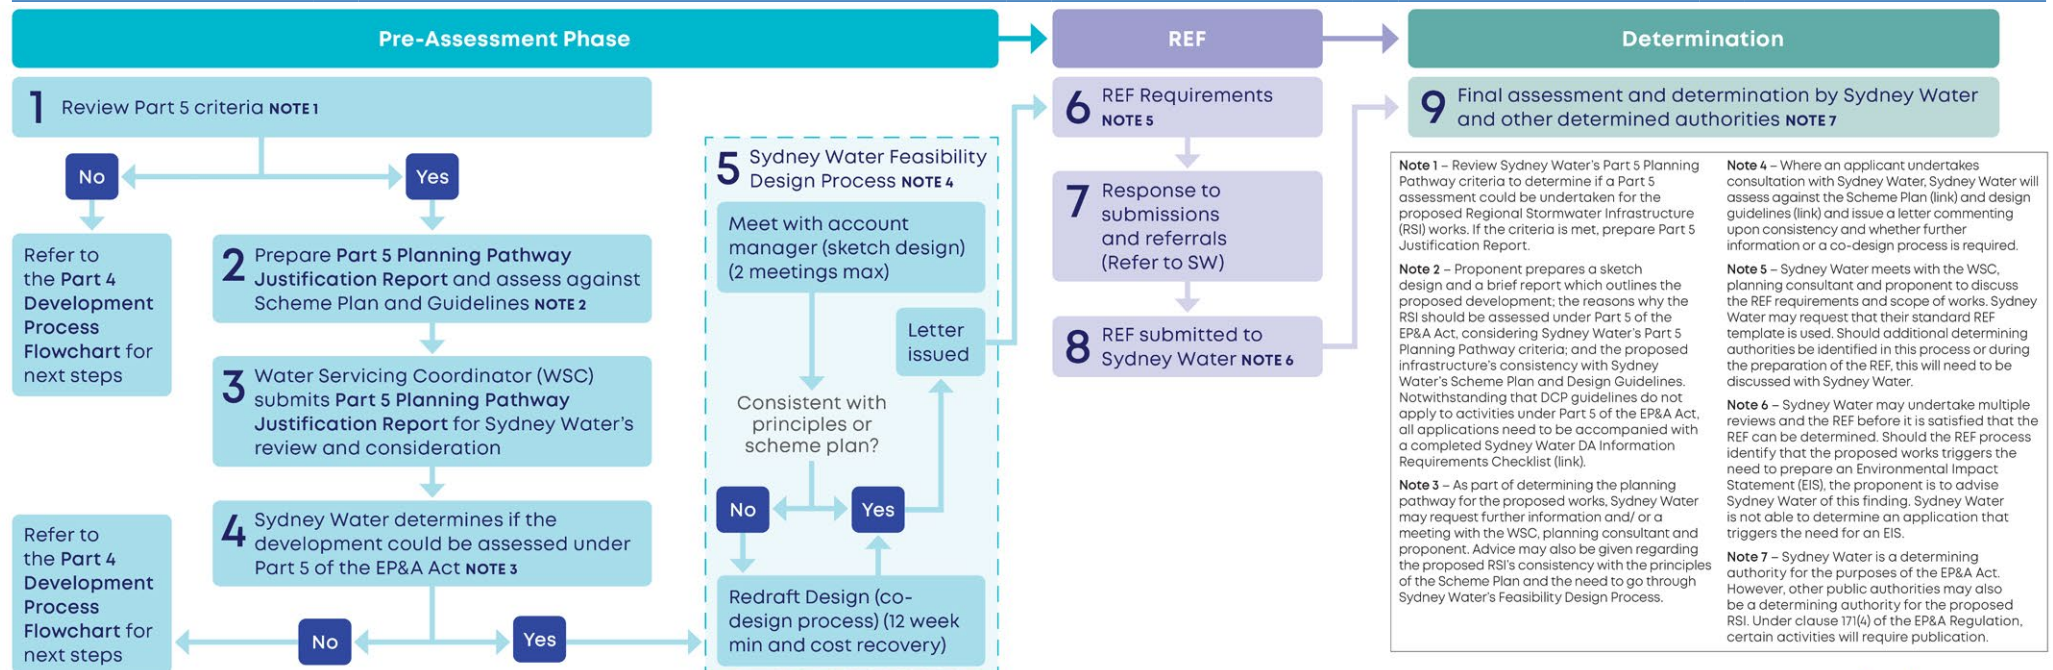 Pre-Assessment Phase
REF
Determination
1 Review Part 5 criteria NOTE 1
No
Yes
Refer to
the Part 4
Development
Process
Flowchart for
next steps
2 Prepare Part 5 Planning Pathway
Justification Report and assess against
Scheme Plan and Guidelines NOTE 2
3 Water Servicing Coordinator (WSC)
submits Part 5 Planning Pathway
Justification Report for Sydney Water's
review and consideration
4 Sydney Water determines if the
development could be assessed under
Part 5 of the EP&A Act NOTE 3
No
Yes
Refer to
the Part 4
Development
Process
Flowchart for
next steps
5 Sydney Water Feasibility
Design Process NOTE 4
Meet with account
manager (sketch design)
(2 meetings max)
Letter
issued
Consistent with
principles or
scheme plan?
No
Yes
Redraft Design (co-
design process) (12 week
min and cost recovery)
6 REF Requirements
NOTE 5
7 Response to
submissions
and referrals
(Refer to SW)
8 REF submitted to
Sydney Water NOTE 6
9 Final assessment and determination by Sydney Water
and other determined authorities NOTE 7
Note 1 – Review Sydney Water's Part 5 Planning
Pathway criteria to determine if a Part 5
assessment could be undertaken for the
proposed Regional Stormwater Infrastructure
(RSI) works. If the criteria is met, prepare Part 5
Justification Report.
Note 2 – Proponent prepares a sketch
design and a brief report which outlines the
proposed development; the reasons why the
RSI should be assessed under Part 5 of the
EP&A Act, considering Sydney Water's Part 5
Planning Pathway criteria; and the proposed
infrastructure's consistency with Sydney
Water's Scheme Plan and Design Guidelines.
Notwithstanding that DCP guidelines do not
apply to activities under Part 5 of the EP&A Act,
all applications need to be accompanied with
a completed Sydney Water DA Information
Requirements Checklist (link).
Note 3 – As part of determining the planning
pathway for the proposed works, Sydney Water
may request further information and/ or a
meeting with the WSC, planning consultant and
proponent. Advice may also be given regarding
the proposed RSI's consistency with the principles
of the Scheme Plan and the need to go through
Sydney Water's Feasibility Design Process.
Note 4 – Where an applicant undertakes
consultation with Sydney Water, Sydney Water will
assess against the Scheme Plan (link) and design
guidelines (link) and issue a letter commenting
upon consistency and whether further
information or a co-design process is required.
Note 5 – Sydney Water meets with the WSC,
planning consultant and proponent to discuss
the REF requirements and scope of works. Sydney
Water may request that their standard REF
template is used. Should additional determining
authorities be identified in this process or during
the preparation of the REF, this will need to be
discussed with Sydney Water.
Note 6 – Sydney Water may undertake multiple
reviews and the REF before it is satisfied that the
REF can be determined. Should the REF process
identify that the proposed works triggers the
need to prepare an Environmental Impact
Statement (EIS), the proponent is to advise
Sydney Water of this finding. Sydney Water
is not able to determine an application that
triggers the need for an EIS.
Note 7 – Sydney Water is a determining
authority for the purposes of the EP&A Act.
However, other public authorities may also
be a determining authority for the proposed
RSI. Under clause 171(4) of the EP&A Regulation,
certain activities will require publication.